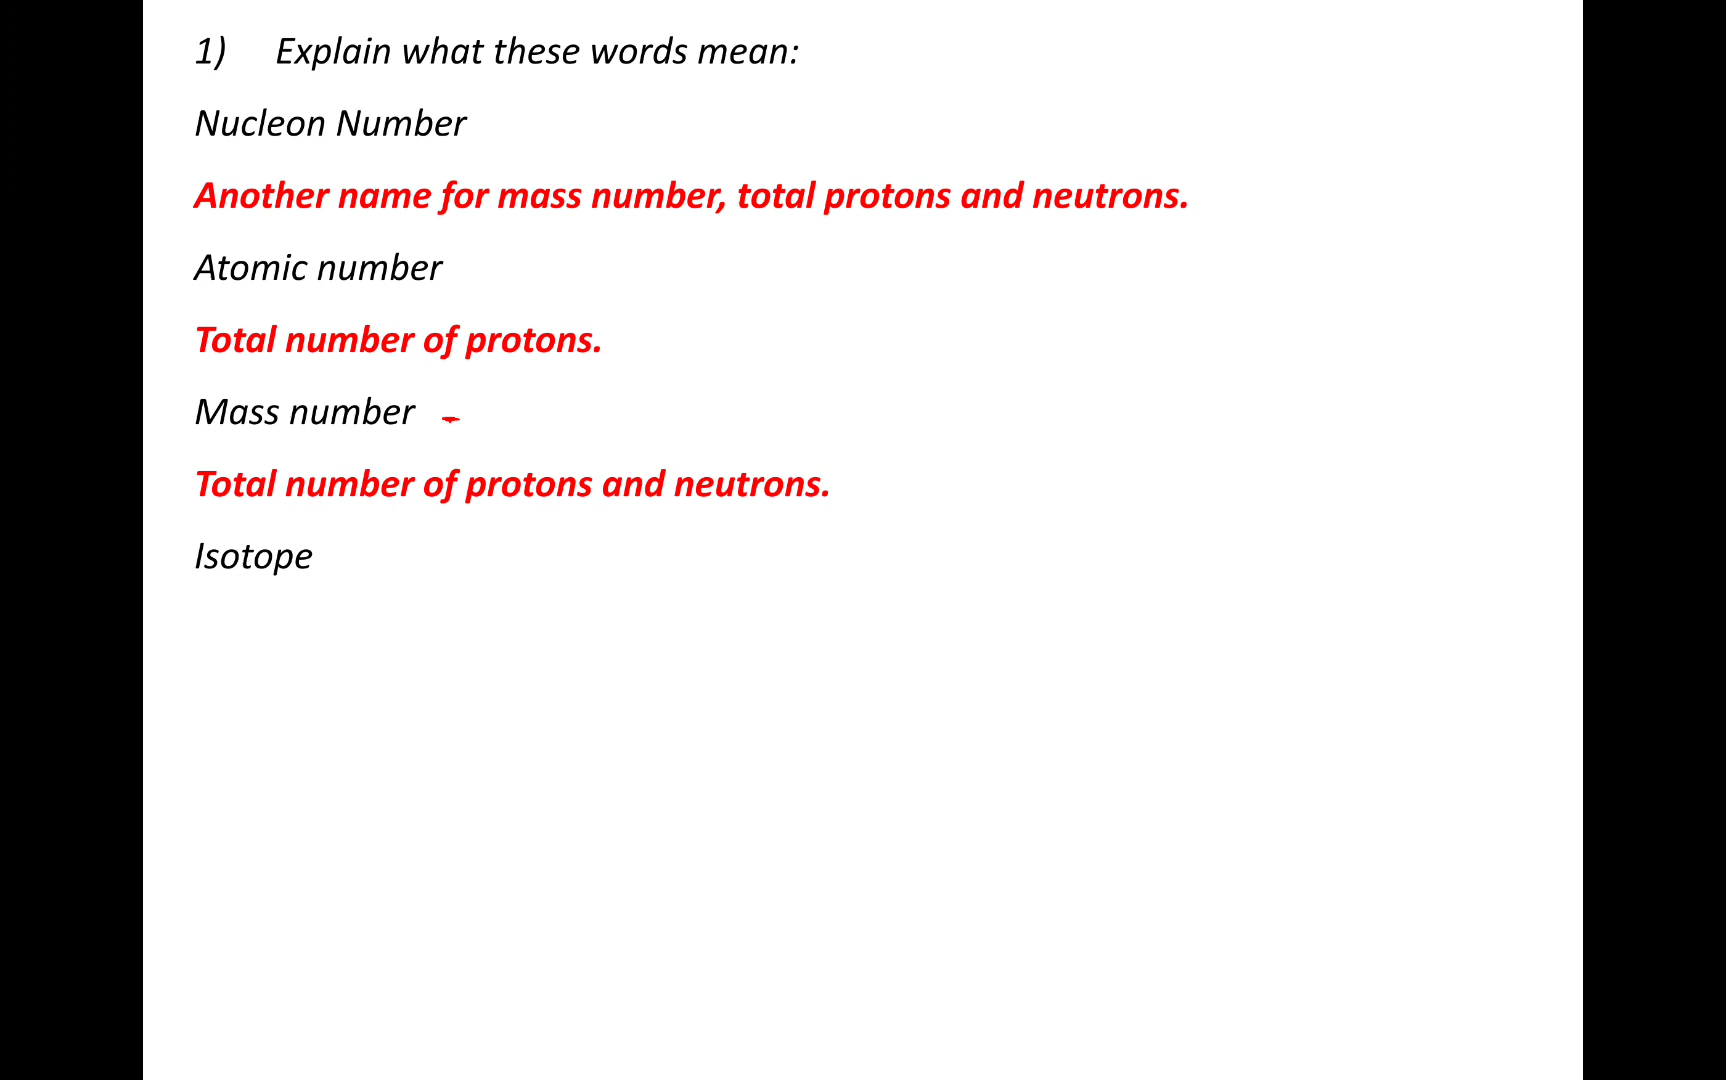 1) Explain what these words mean:
Nucleon Number
Another name for mass number, total protons and neutrons.
Atomic number
Total number of protons.
Mass number
Total number of protons and neutrons.
Isotope